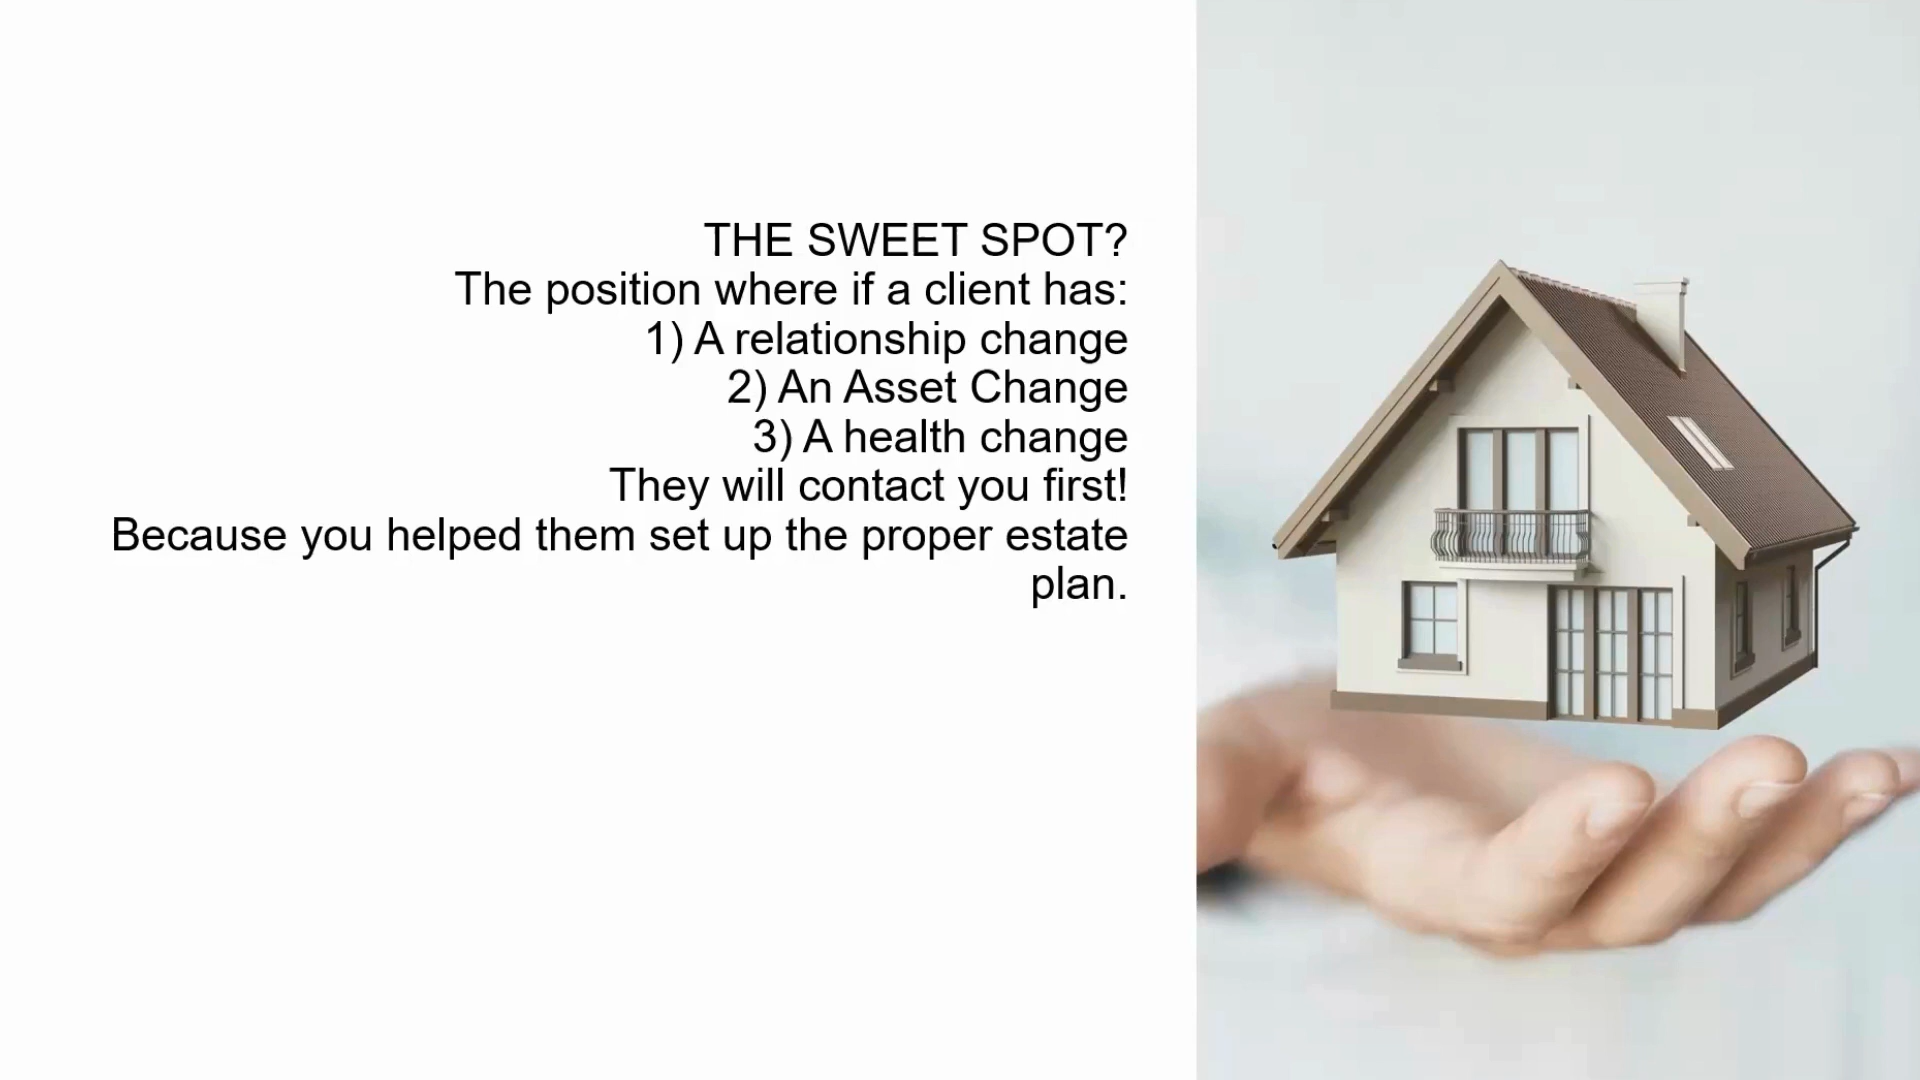 THE SWEET SPOT?
The position where if a client has:
1) A relationship change
2) An Asset Change
3) A health change
They will contact you first!
Because you helped them set up the proper estate
plan.